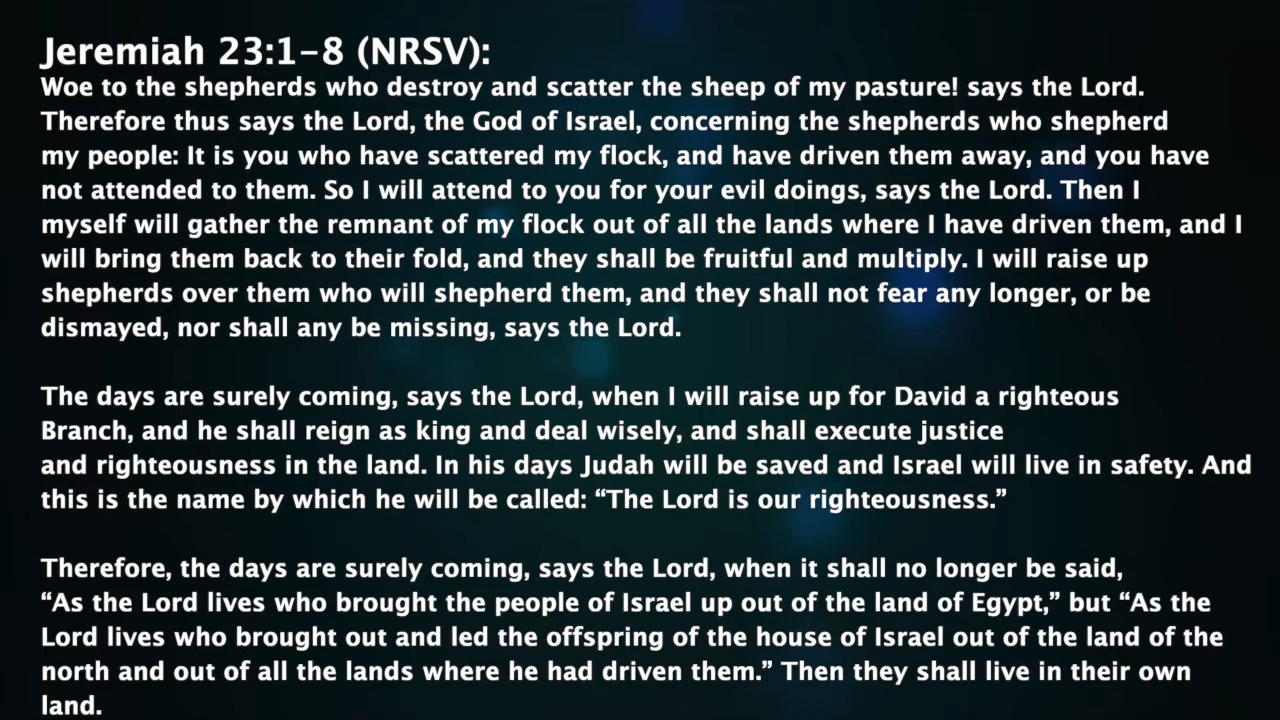 Jeremiah 23:1–8 (NRSV):
Woe to the shepherds who destroy and scatter the sheep of my pasture! says the Lord.
Therefore thus says the Lord, the God of Israel, concerning the shepherds who shepherd
my people: It is you who have scattered my flock, and have driven them away, and you have
not attended to them. So I will attend to you for your evil doings, says the Lord. Then I
myself will gather the remnant of my flock out of all the lands where I have driven them, and I
will bring them back to their fold, and they shall be fruitful and multiply. I will raise up
shepherds over them who will shepherd them, and they shall not fear any longer, or be
dismayed, nor shall any be missing, says the Lord.
The days are surely coming, says the Lord, when I will raise up for David a righteous
Branch, and he shall reign as king and deal wisely, and shall execute justice
and righteousness in the land. In his days Judah will be saved and Israel will live in safety. And
this is the name by which he will be called: “The Lord is our righteousness.”
Therefore, the days are surely coming, says the Lord, when it shall no longer be said,
“As the Lord lives who brought the people of Israel up out of the land of Egypt,” but “As the
Lord lives who brought out and led the offspring of the house of Israel out of the land of the
north and out of all the lands where he had driven them.” Then they shall live in their own
land.